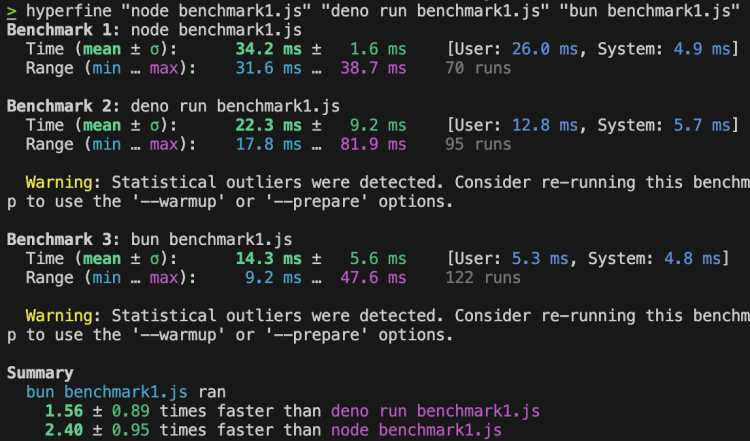 > hyperfine "node benchmark1.js" "deno run benchmark1.js" "bun benchmark1.js"
Benchmark 1: node benchmark1.js
  Time (mean ± σ):      34.2 ms ±   1.6 ms    [User: 26.0 ms, System: 4.9 ms]
  Range (min … max):    31.6 ms …  38.7 ms    70 runs

Benchmark 2: deno run benchmark1.js
  Time (mean ± σ):      22.3 ms ±   9.2 ms    [User: 12.8 ms, System: 5.7 ms]
  Range (min … max):    17.8 ms …  81.9 ms    95 runs

  Warning: Statistical outliers were detected. Consider re-running this benchm
p to use the '--warmup' or '--prepare' options.

Benchmark 3: bun benchmark1.js
  Time (mean ± σ):      14.3 ms ±   5.6 ms    [User: 5.3 ms, System: 4.8 ms]
  Range (min … max):     9.2 ms …  47.6 ms    122 runs

  Warning: Statistical outliers were detected. Consider re-running this benchm
p to use the '--warmup' or '--prepare' options.

Summary
  bun benchmark1.js ran
    1.56 ± 0.89 times faster than deno run benchmark1.js
    2.40 ± 0.95 times faster than node benchmark1.js